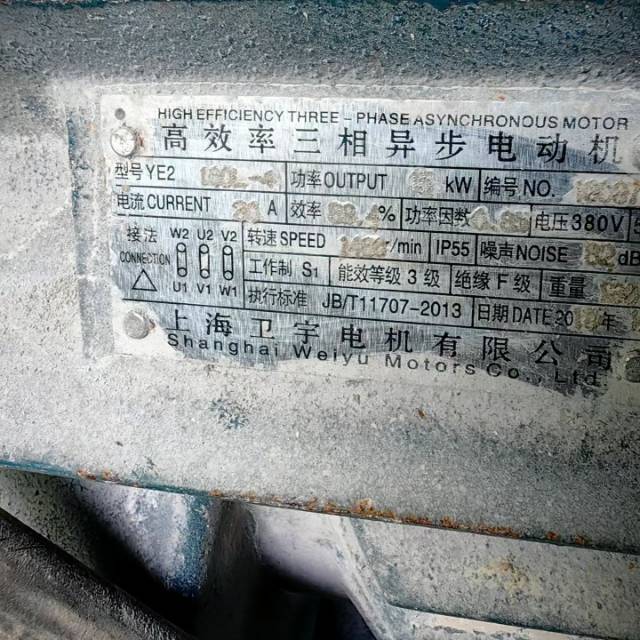 HIGH EFFICIENCY THREE-PHASE ASYNCHRONOUS MOTOR
高效率三相异步电动机
型号 YE2 功率 OUTPUT kW 编号 NO.
电流 CURRENT A 效率 % 功率因数 电压 380V
接法 CONNECTION W2 U2 V2 U1 V1 W1
转速 SPEED r/min IP55 噪声 NOISE dB
工作制 S1 能效等级 3 级 绝缘 F 级 重量
执行标准 JB/T11707-2013 日期 DATE 20 年
上海卫宇电机有限公司
Shanghai Weiyu Motors Co., Ltd.